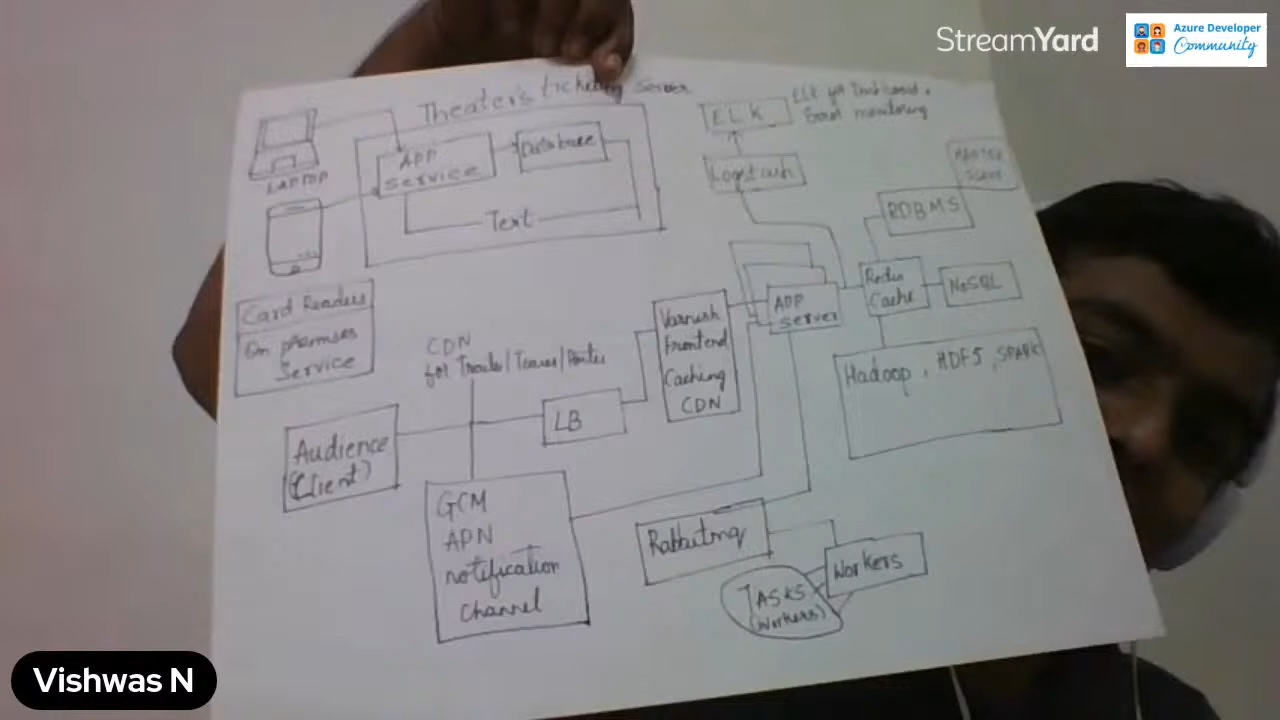 StreamYard
Azure Developer
Community
Theater's ticketing Server
LAPTOP
APP
Service
Database
Text
Card Readers
On premises
Service
ELK
Logstash
RDBMS
Redis
Cache
NoSQL
APP
Server
Varnish
frontend
Caching
CDN
Hadoop, HDFS, SPARK
CDN
LB
Audience
(Client)
GCM
APN
notification
Channel
Rabbitmq
Workers
TASKS
(Workers)
Vishwas N